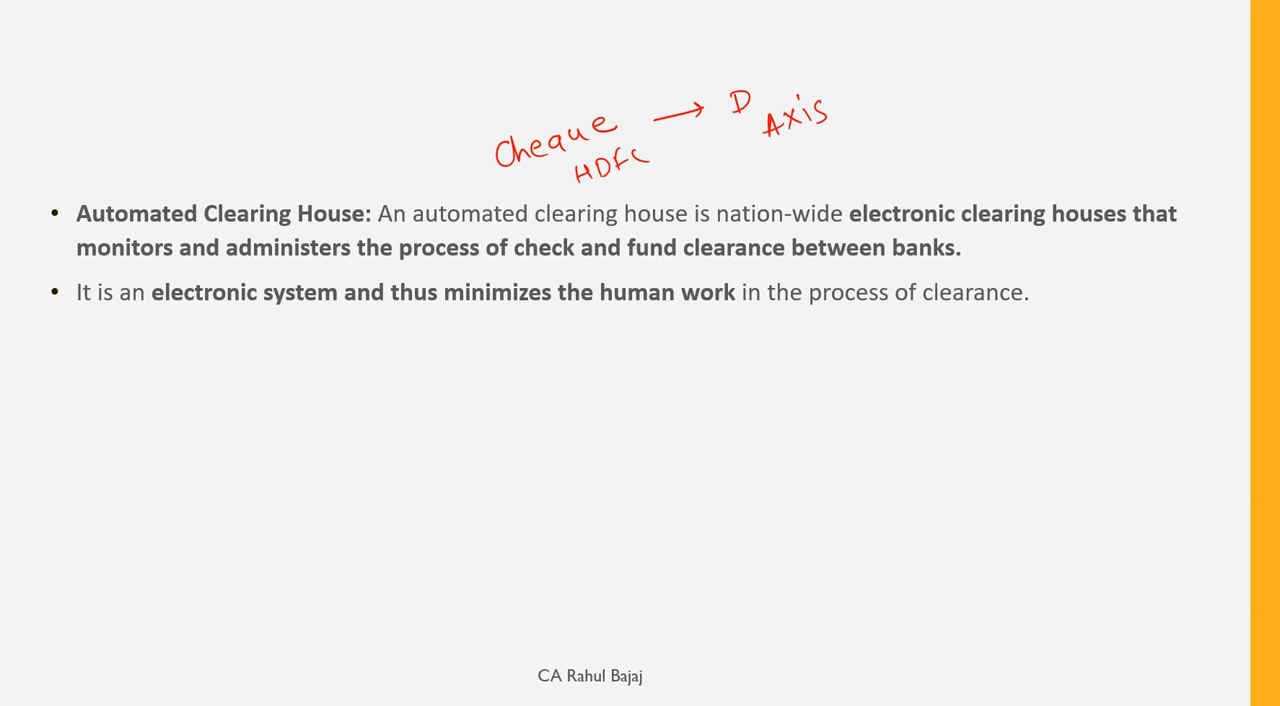 Cheque → D
HDFC AXIS
• Automated Clearing House: An automated clearing house is nation-wide electronic clearing houses that
monitors and administers the process of check and fund clearance between banks.
• It is an electronic system and thus minimizes the human work in the process of clearance.
CA Rahul Bajaj